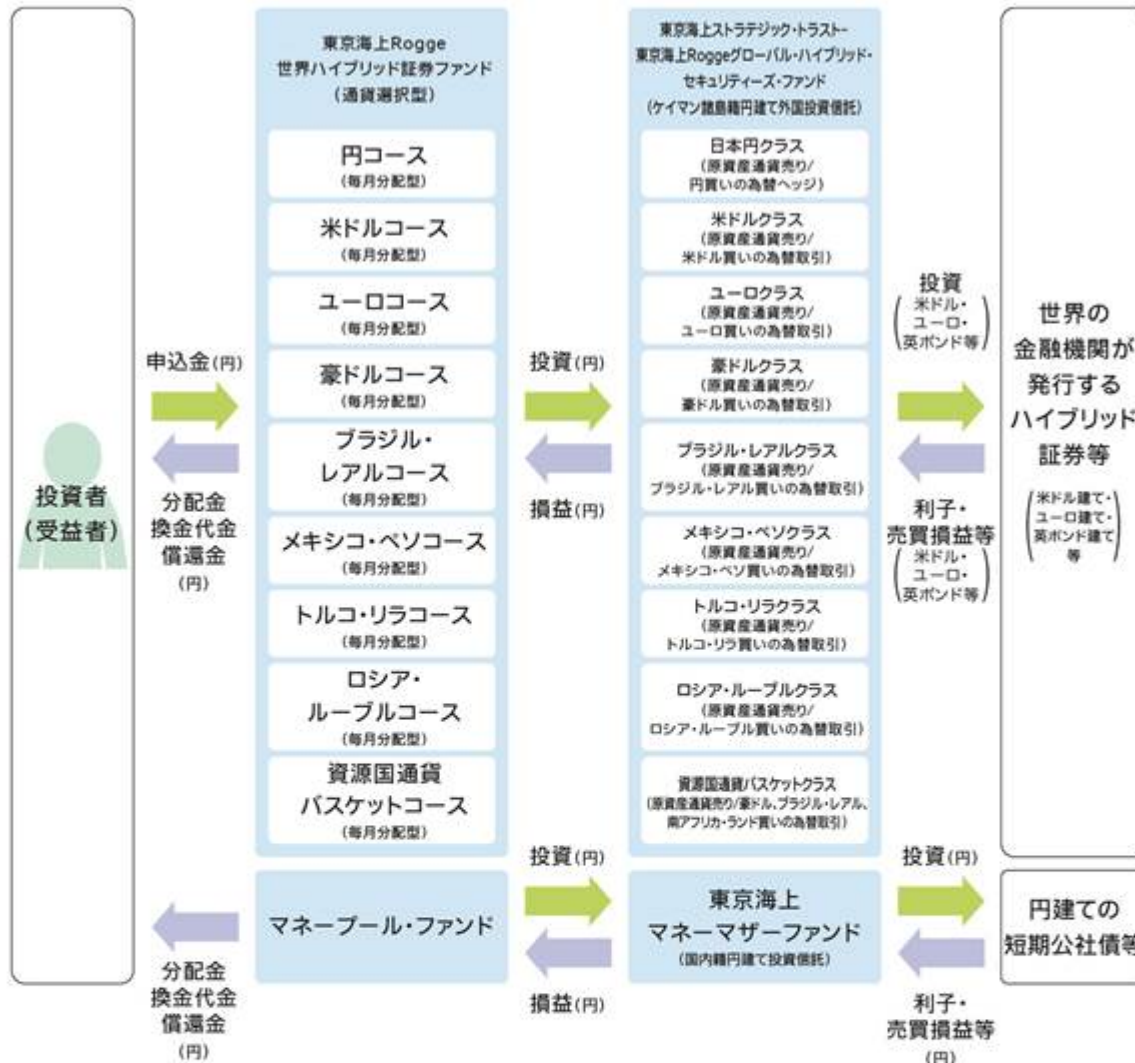 投資者
(受益者)
申込金(円)
分配金
換金代金
償還金
(円)
分配金
換金代金
償還金
(円)
東京海上Rogge
世界ハイブリッド証券ファンド
(通貨選択型)
円コース
(毎月分配型)
米ドルコース
(毎月分配型)
ユーロコース
(毎月分配型)
豪ドルコース
(毎月分配型)
ブラジル・
レアルコース
(毎月分配型)
メキシコ・ペソコース
(毎月分配型)
トルコ・リラコース
(毎月分配型)
ロシア・
ルーブルコース
(毎月分配型)
資源国通貨
バスケットコース
(毎月分配型)
マネープール・ファンド
投資(円)
損益(円)
投資(円)
損益(円)
東京海上ストラテジック・トラスト-
東京海上Roggeグローバル・ハイブリッド・
セキュリティーズ・ファンド
(ケイマン諸島籍円建て外国投資信託)
日本円クラス
(原資産通貨売り/
円買いの為替ヘッジ)
米ドルクラス
(原資産通貨売り/
米ドル買いの為替取引)
ユーロクラス
(原資産通貨売り/
ユーロ買いの為替取引)
豪ドルクラス
(原資産通貨売り/
豪ドル買いの為替取引)
ブラジル・レアルクラス
(原資産通貨売り/
ブラジル・レアル買いの為替取引)
メキシコ・ペソクラス
(原資産通貨売り/
メキシコ・ペソ買いの為替取引)
トルコ・リラクラス
(原資産通貨売り/
トルコ・リラ買いの為替取引)
ロシア・ルーブルクラス
(原資産通貨売り/
ロシア・ルーブル買いの為替取引)
資源国通貨バスケットクラス
(原資産通貨売り/豪ドル、ブラジル・レアル、
南アフリカ・ランド買いの為替取引)
東京海上
マネーマザーファンド
(国内籍円建て投資信託)
投資
(米ドル・
ユーロ・
英ポンド等)
利子・
売買損益等
(米ドル・
ユーロ・
英ポンド等)
投資(円)
利子・
売買損益等
(円)
世界の
金融機関が
発行する
ハイブリッド
証券等
(米ドル建て・
ユーロ建て・
英ポンド建て
等)
円建ての
短期公社債等